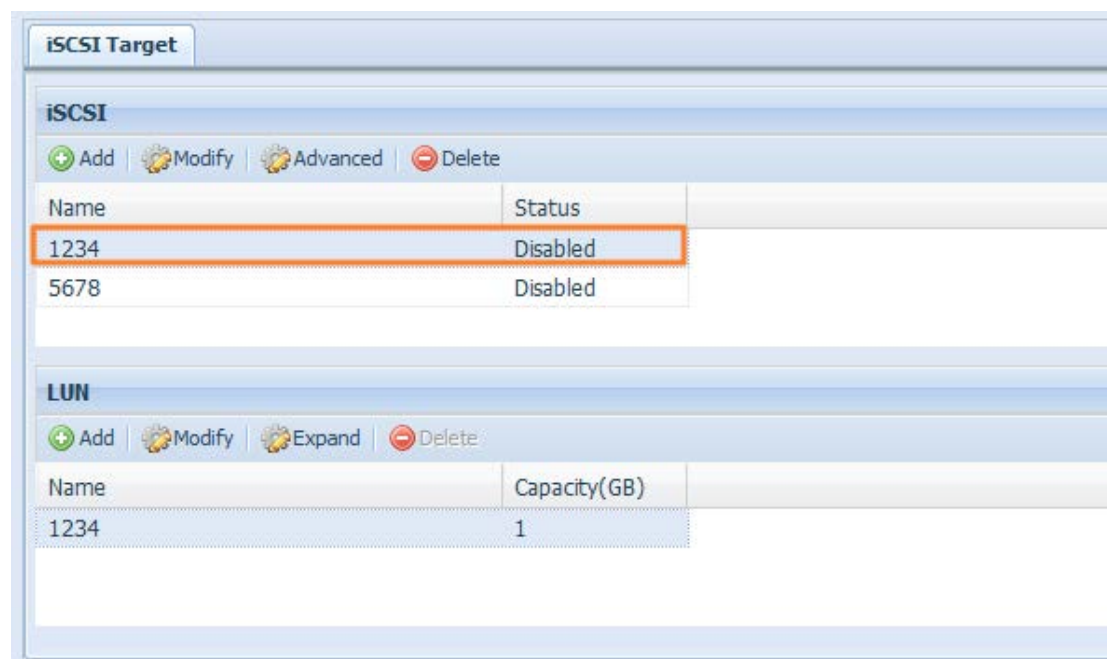 iSCSI Target
iSCSI
Add Modify Advanced Delete
Name Status
1234 Disabled
5678 Disabled
LUN
Add Modify Expand Delete
Name Capacity(GB)
1234 1